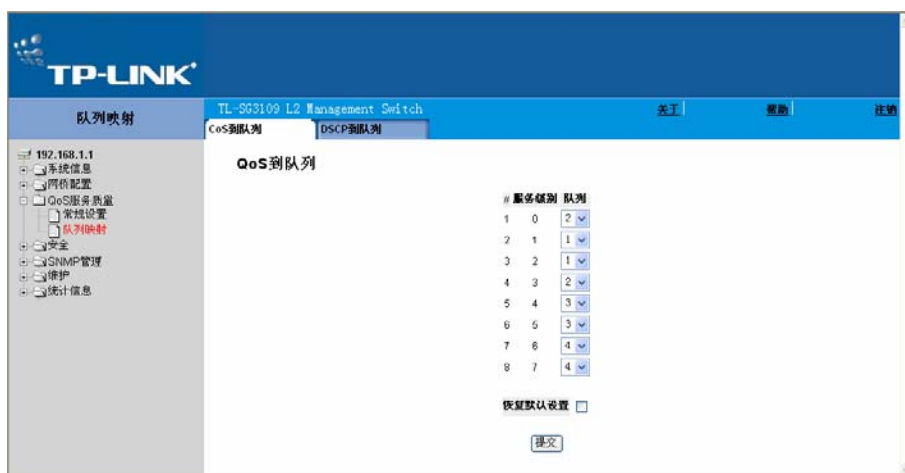 TP-LINK
队列映射
TL-SG3109 L2 Management Switch
关于
帮助
注销
CoS到队列
DSCP到队列
192.168.1.1
系统信息
网桥配置
QoS服务质量
常规设置
队列映射
安全
SNMP管理
维护
统计信息
QoS到队列
# 服务级别 队列
1 0 2
2 1 1
3 2 1
4 3 2
5 4 3
6 5 3
7 6 4
8 7 4
恢复默认设置
提交